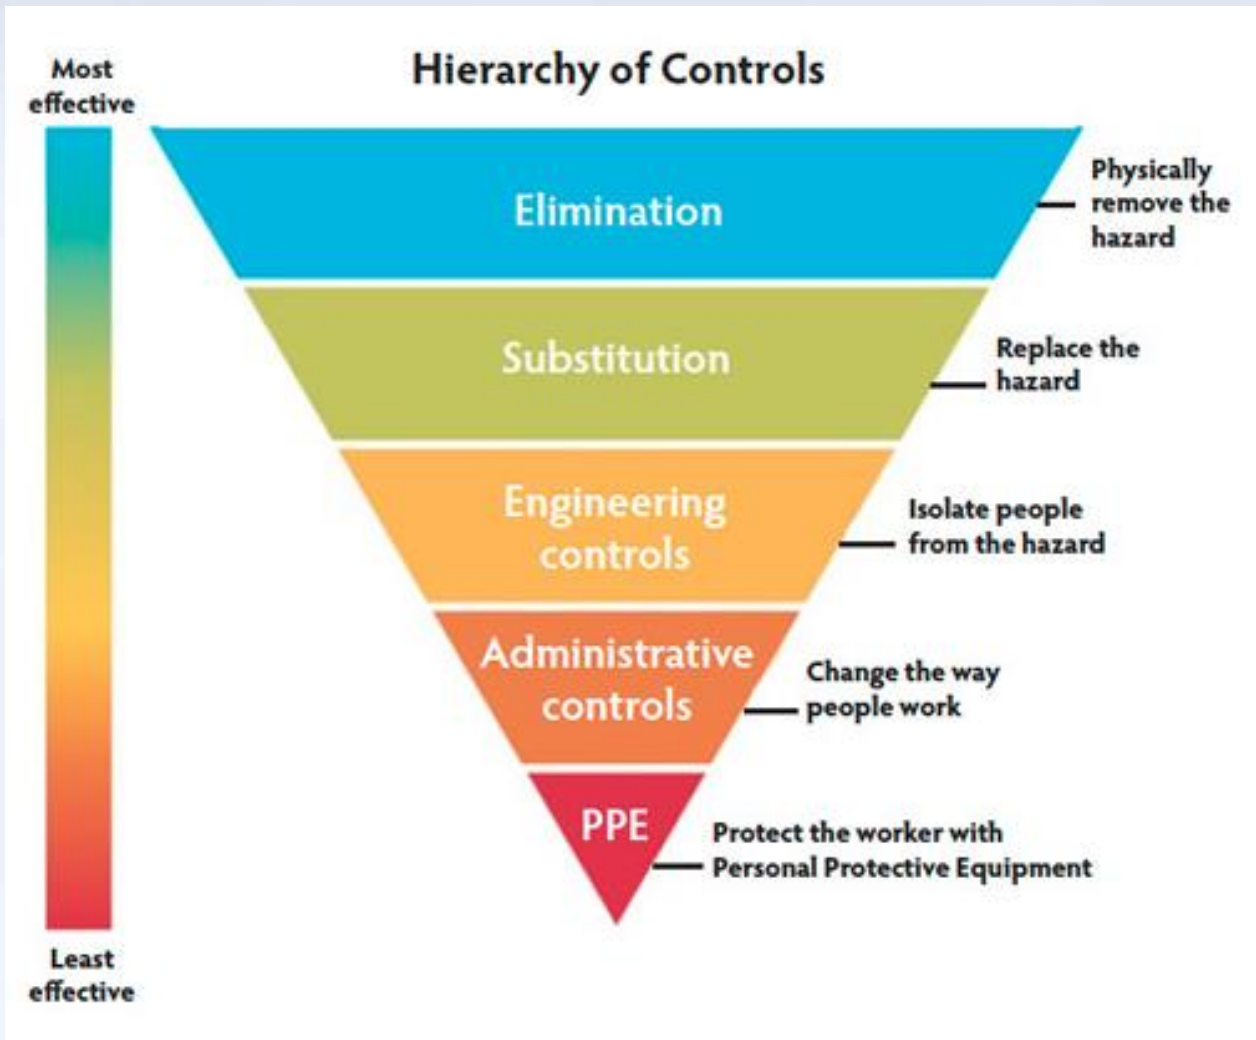 Hierarchy of Controls
Most
effective
Elimination
Physically
remove the
hazard
Substitution
Replace the
hazard
Engineering
controls
Isolate people
from the hazard
Administrative
controls
Change the way
people work
PPE
Protect the worker with
Personal Protective Equipment
Least
effective